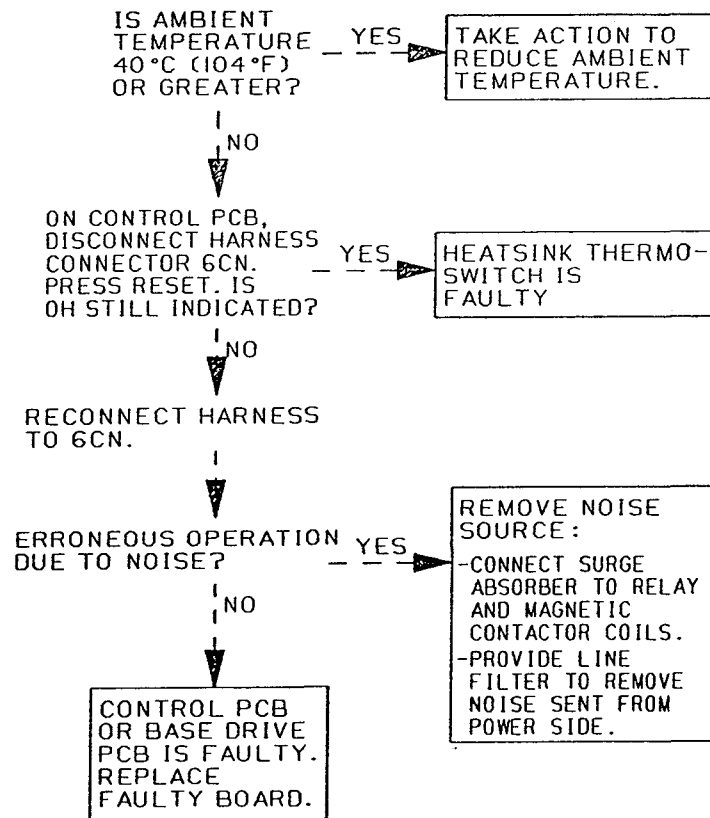 IS AMBIENT
TEMPERATURE
40°C (104°F)
OR GREATER?
YES
TAKE ACTION TO
REDUCE AMBIENT
TEMPERATURE.
NO
ON CONTROL PCB,
DISCONNECT HARNESS
CONNECTOR 6CN.
PRESS RESET. IS
OH STILL INDICATED?
YES
HEATSINK THERMO-
SWITCH IS
FAULTY
NO
RECONNECT HARNESS
TO 6CN.
ERRONEOUS OPERATION
DUE TO NOISE?
YES
REMOVE NOISE
SOURCE:
-CONNECT SURGE
ABSORBER TO RELAY
AND MAGNETIC
CONTACTOR COILS.
-PROVIDE LINE
FILTER TO REMOVE
NOISE SENT FROM
POWER SIDE.
NO
CONTROL PCB
OR BASE DRIVE
PCB IS FAULTY.
REPLACE
FAULTY BOARD.